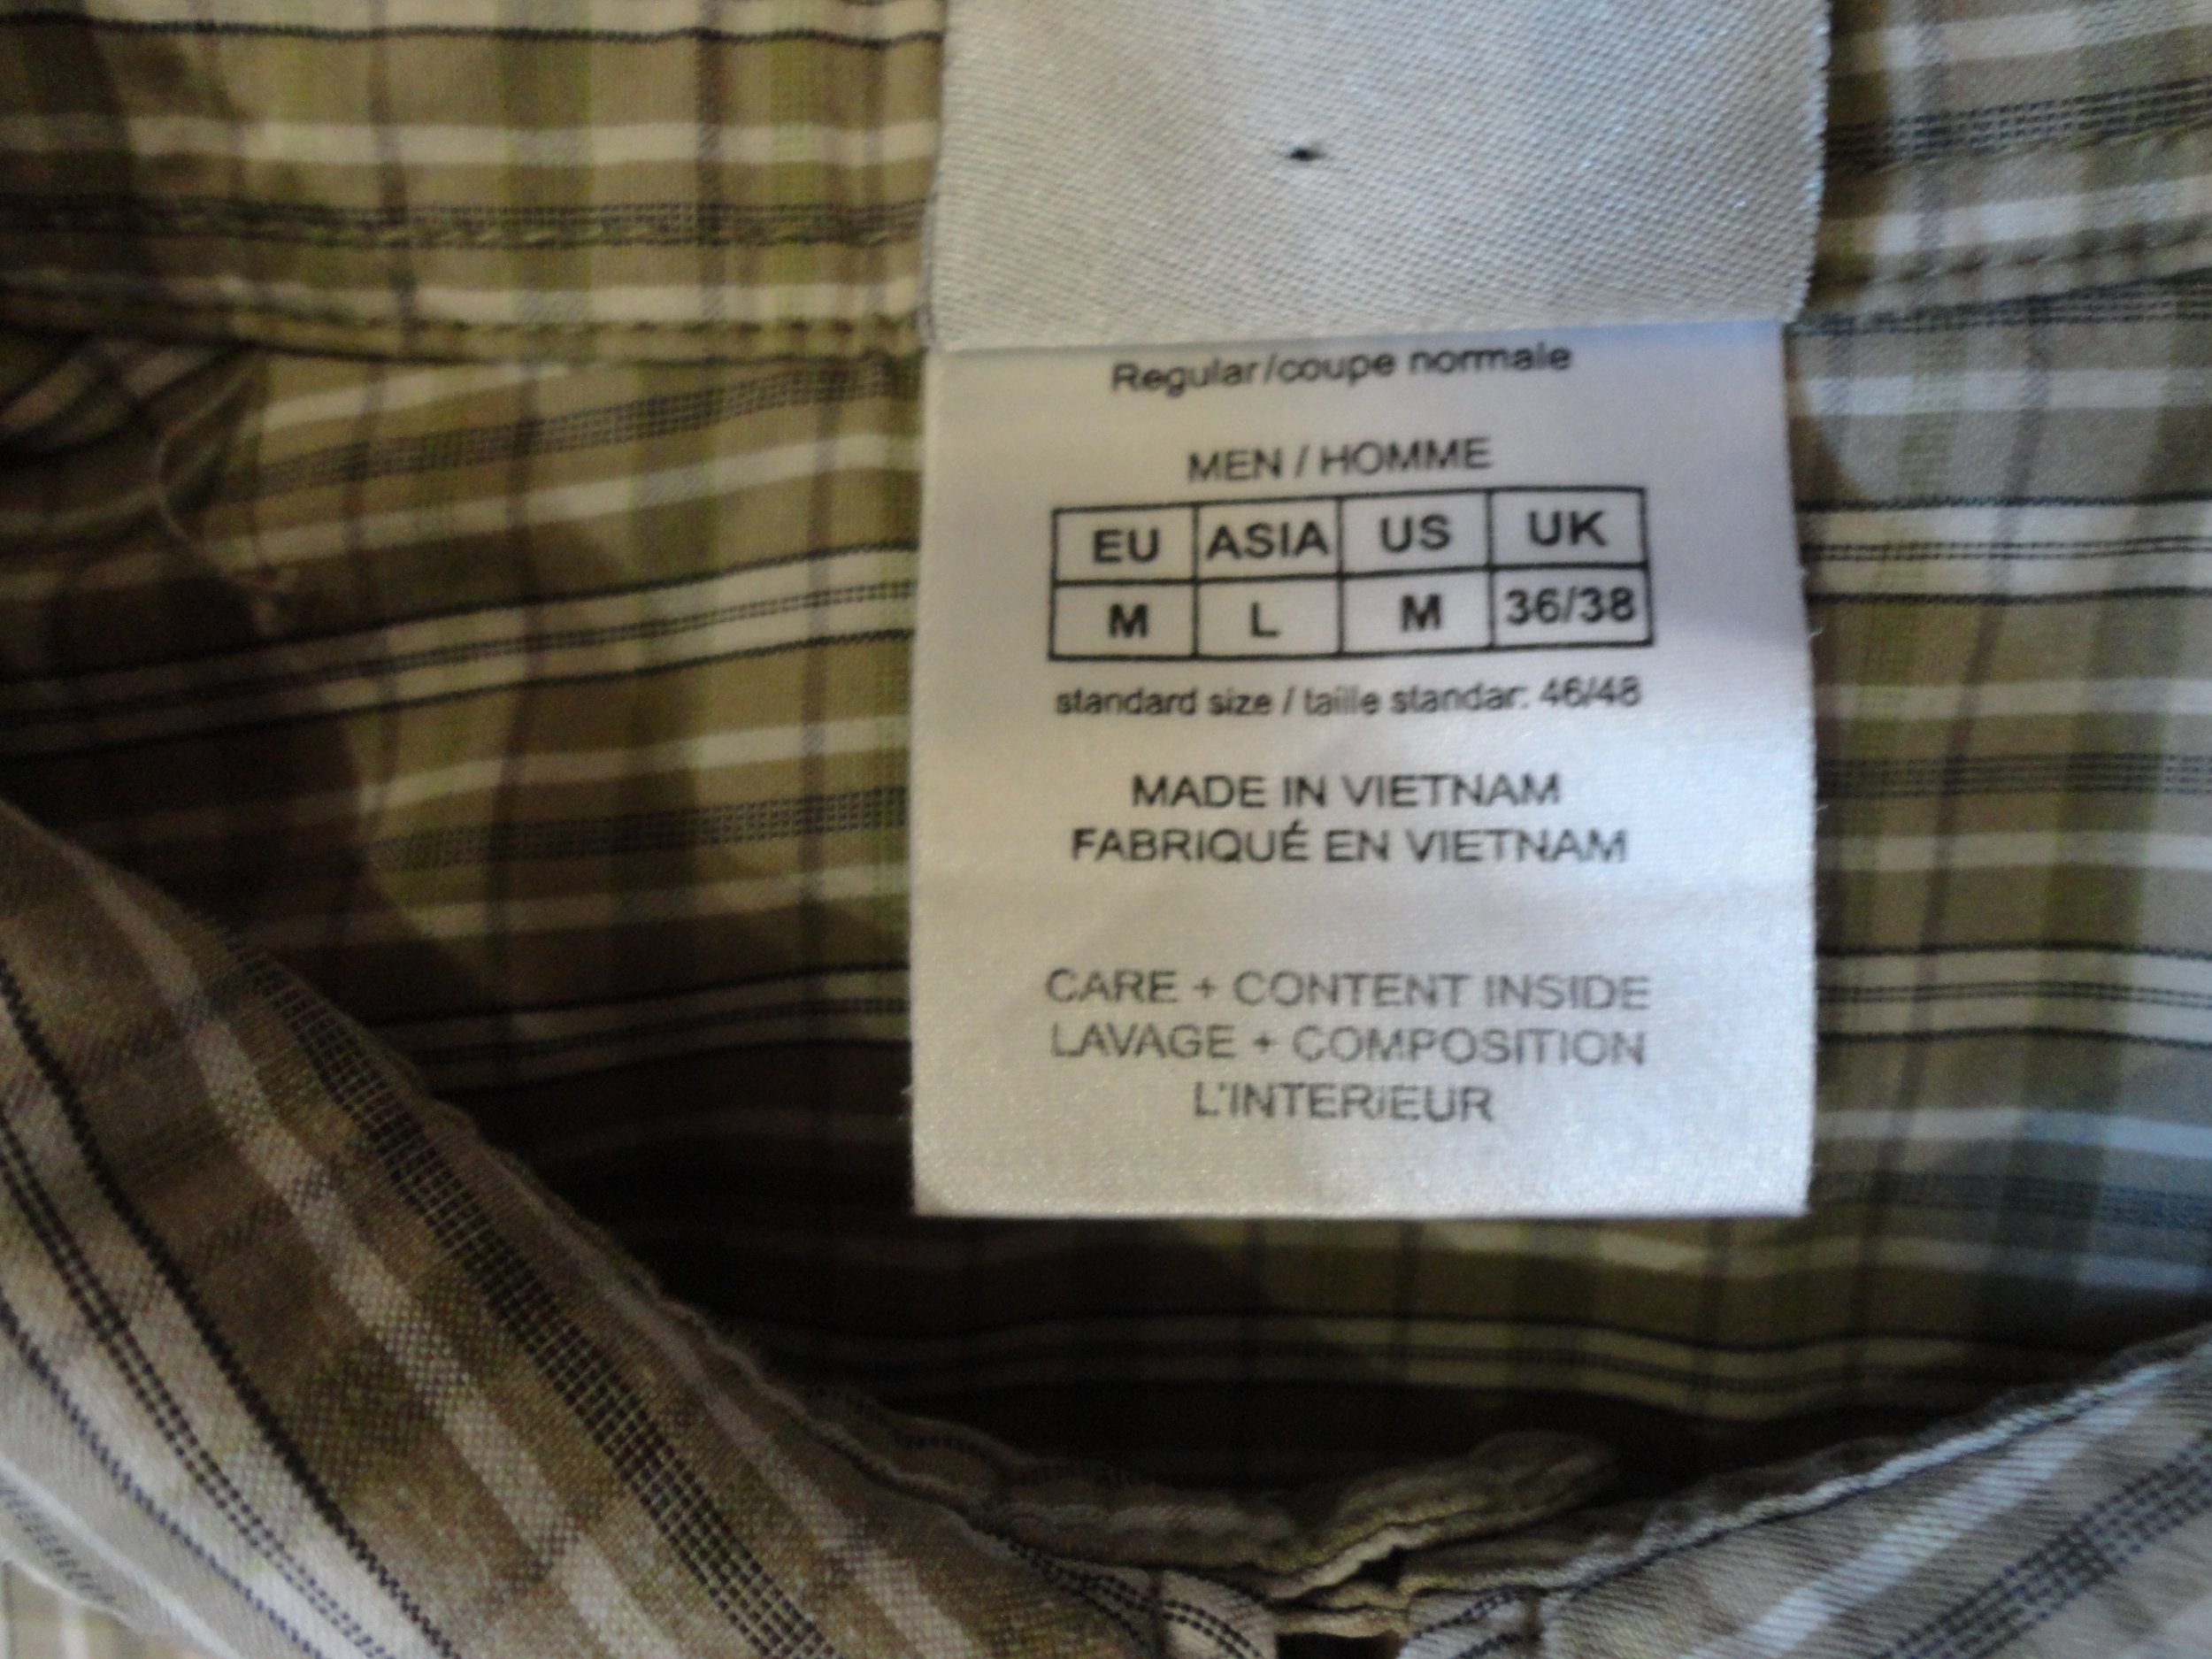 Regular/coupe normale
MEN / HOMME
EU ASIA US UK
M L M 36/38
standard size / taille standar: 46/48
MADE IN VIETNAM
FABRIQUÉ EN VIETNAM
CARE + CONTENT INSIDE
LAVAGE + COMPOSITION
L'INTERIEUR